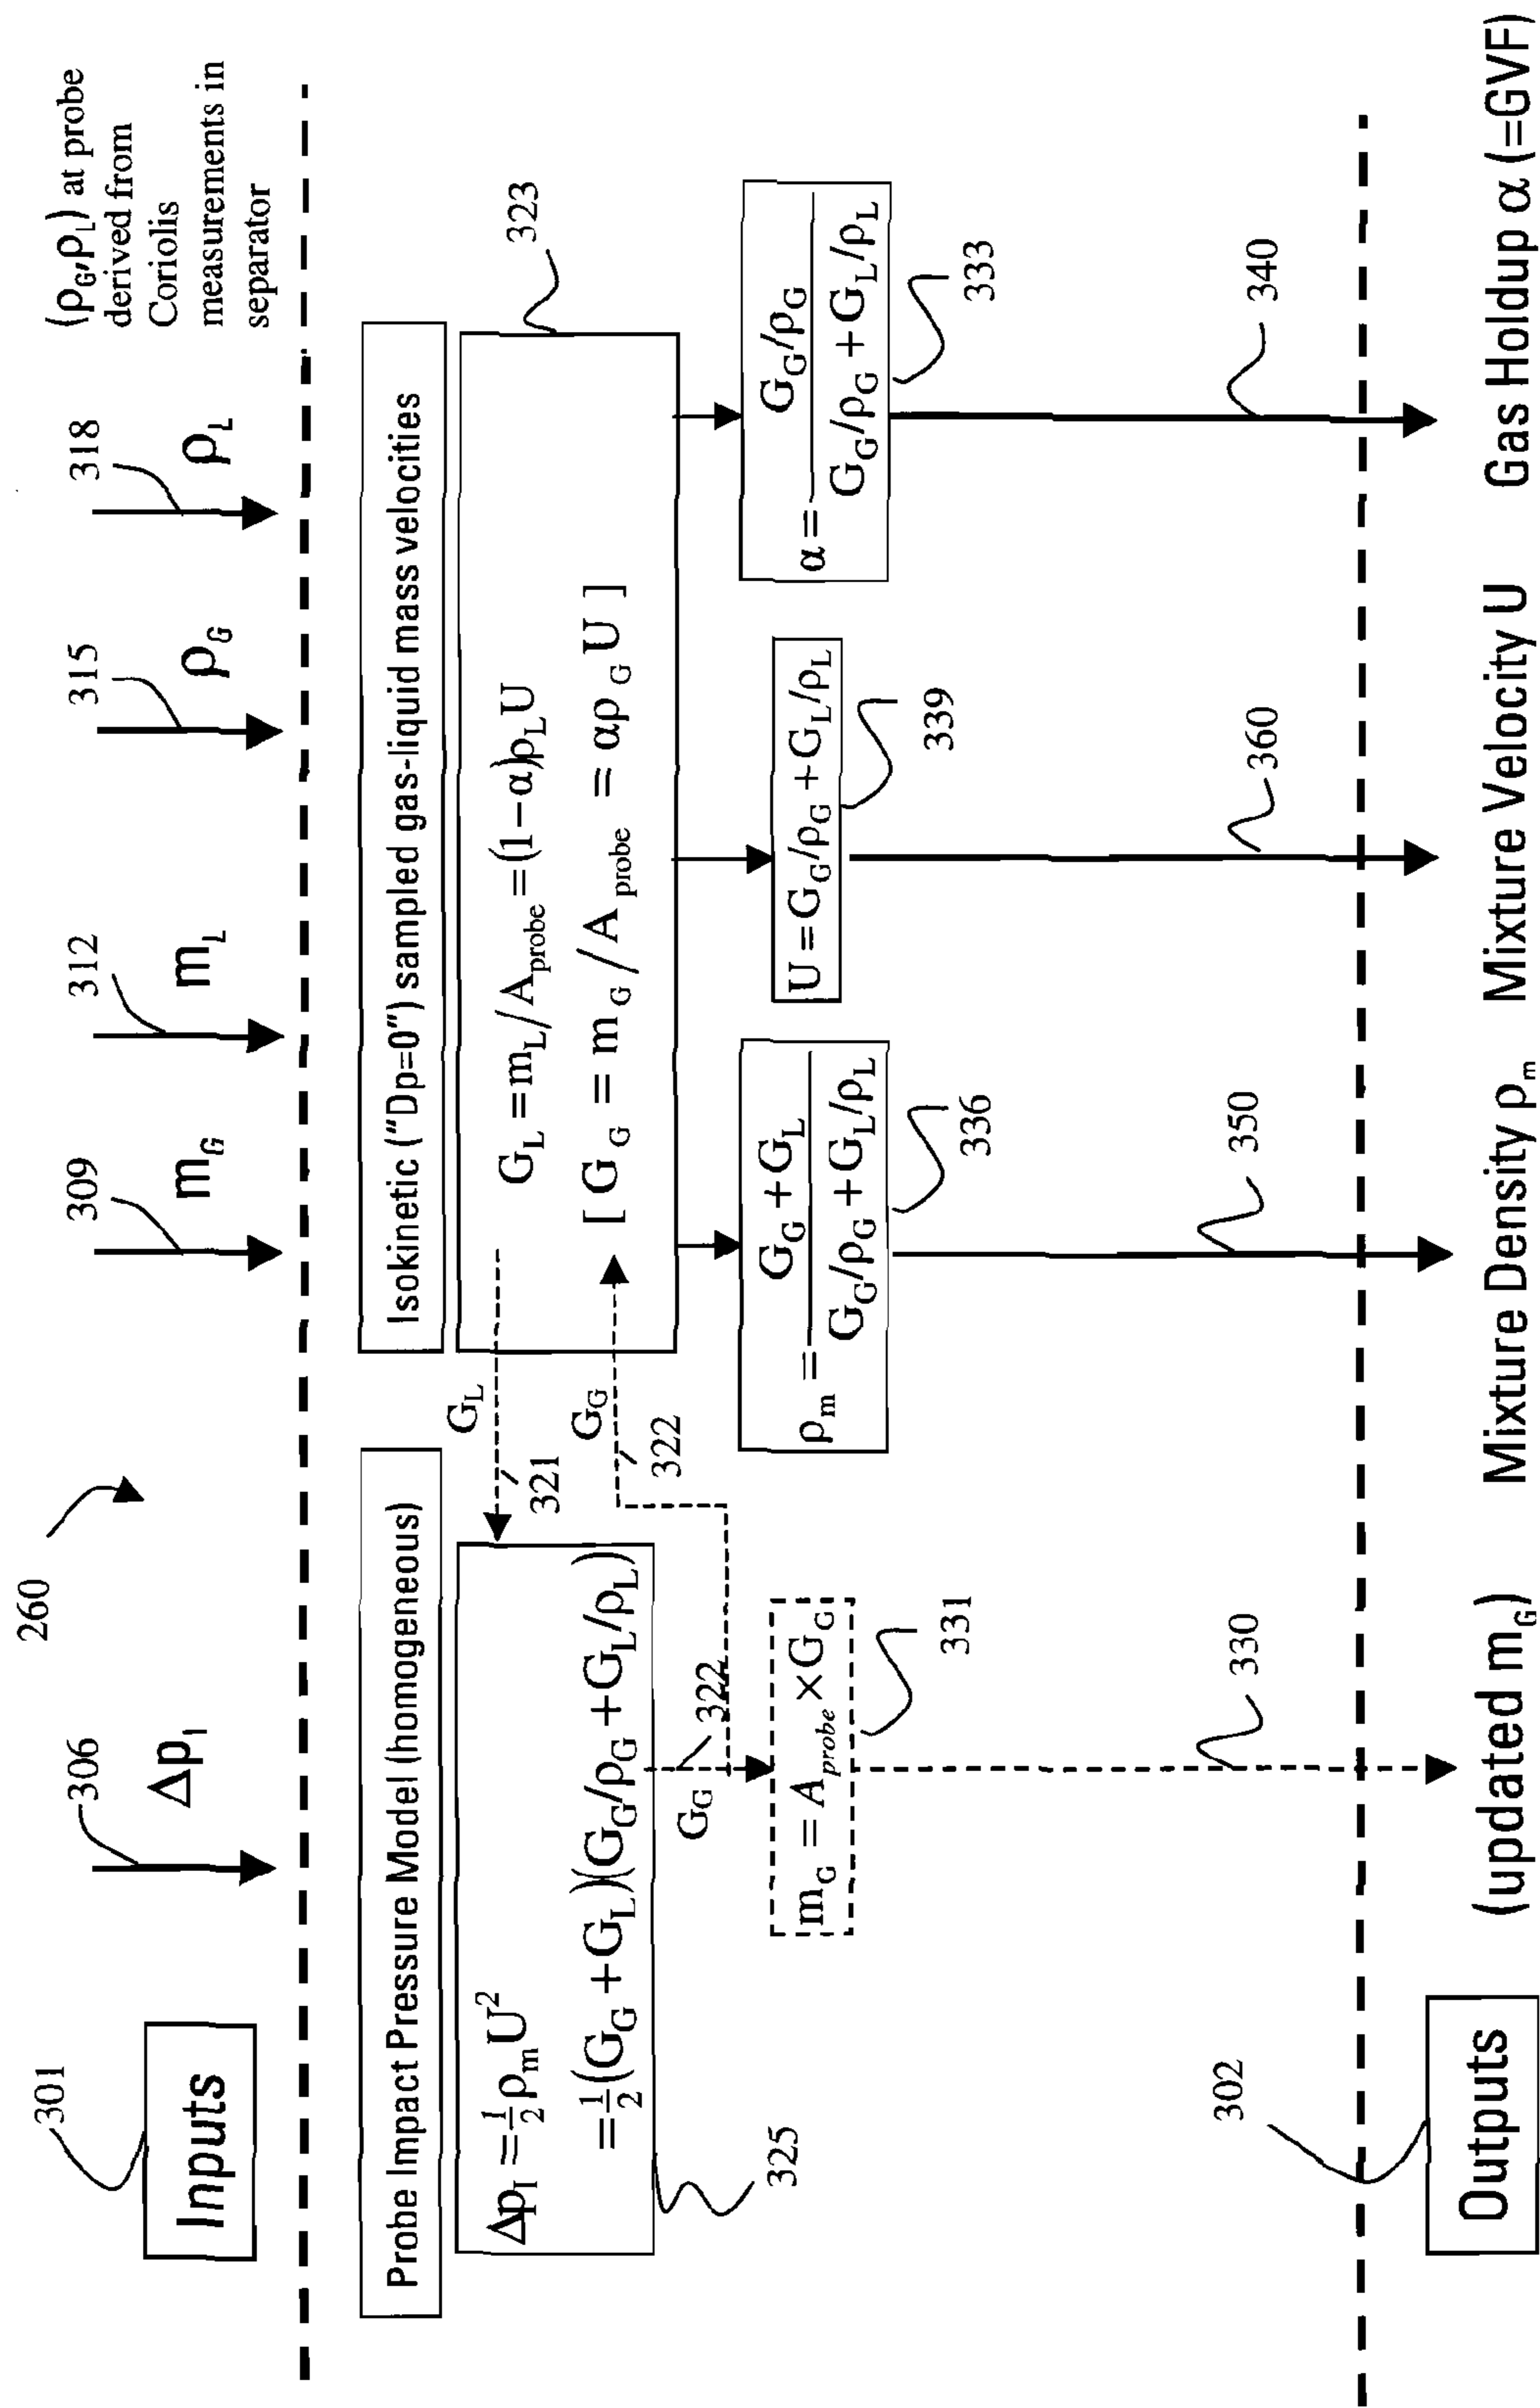 260
301
Inputs
306
Δp_I
309
m_G
312
m_L
315
ρ_G
318
ρ_L
(ρ_G,ρ_L) at probe
derived from
Coriolis
measurements in
separator
Probe Impact Pressure Model (homogeneous)
Δp_I = ½ ρ_m U²
= ½ (G_G + G_L)(G_G/ρ_G + G_L/ρ_L)
325
G_L
321
G_G
322
Isokinetic ("Dp=0") sampled gas-liquid mass velocities
G_L = m_L/A_probe = (1-α)ρ_L U
[ G_G = m_G / A_probe = αρ_G U ]
323
G_G
322
m_G = A_probe × G_G
331
ρ_m = (G_G + G_L) / (G_G/ρ_G + G_L/ρ_L)
336
U = G_G/ρ_G + G_L/ρ_L
339
α = (G_G/ρ_G) / (G_G/ρ_G + G_L/ρ_L)
333
330
350
360
340
302
Outputs
(updated m_G)
Mixture Density ρ_m
Mixture Velocity U
Gas Holdup α (=GVF)